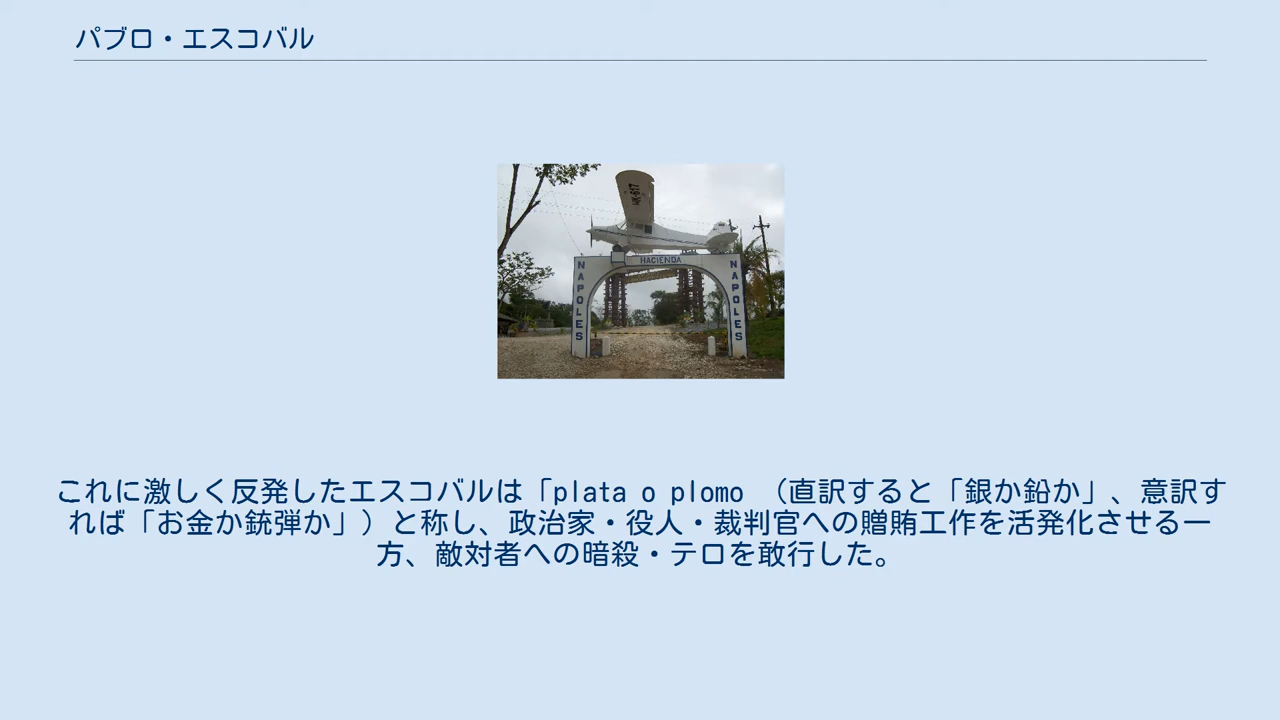 パブロ・エスコバル
HK-617
HACIENDA
NAPOLES
NAPOLES
これに激しく反発したエスコバルは「plata o plomo （直訳すると「銀か鉛か」、意訳す
れば「お金か銃弾か」）と称し、政治家・役人・裁判官への贈賄工作を活発化させる一
方、敵対者への暗殺・テロを敢行した。